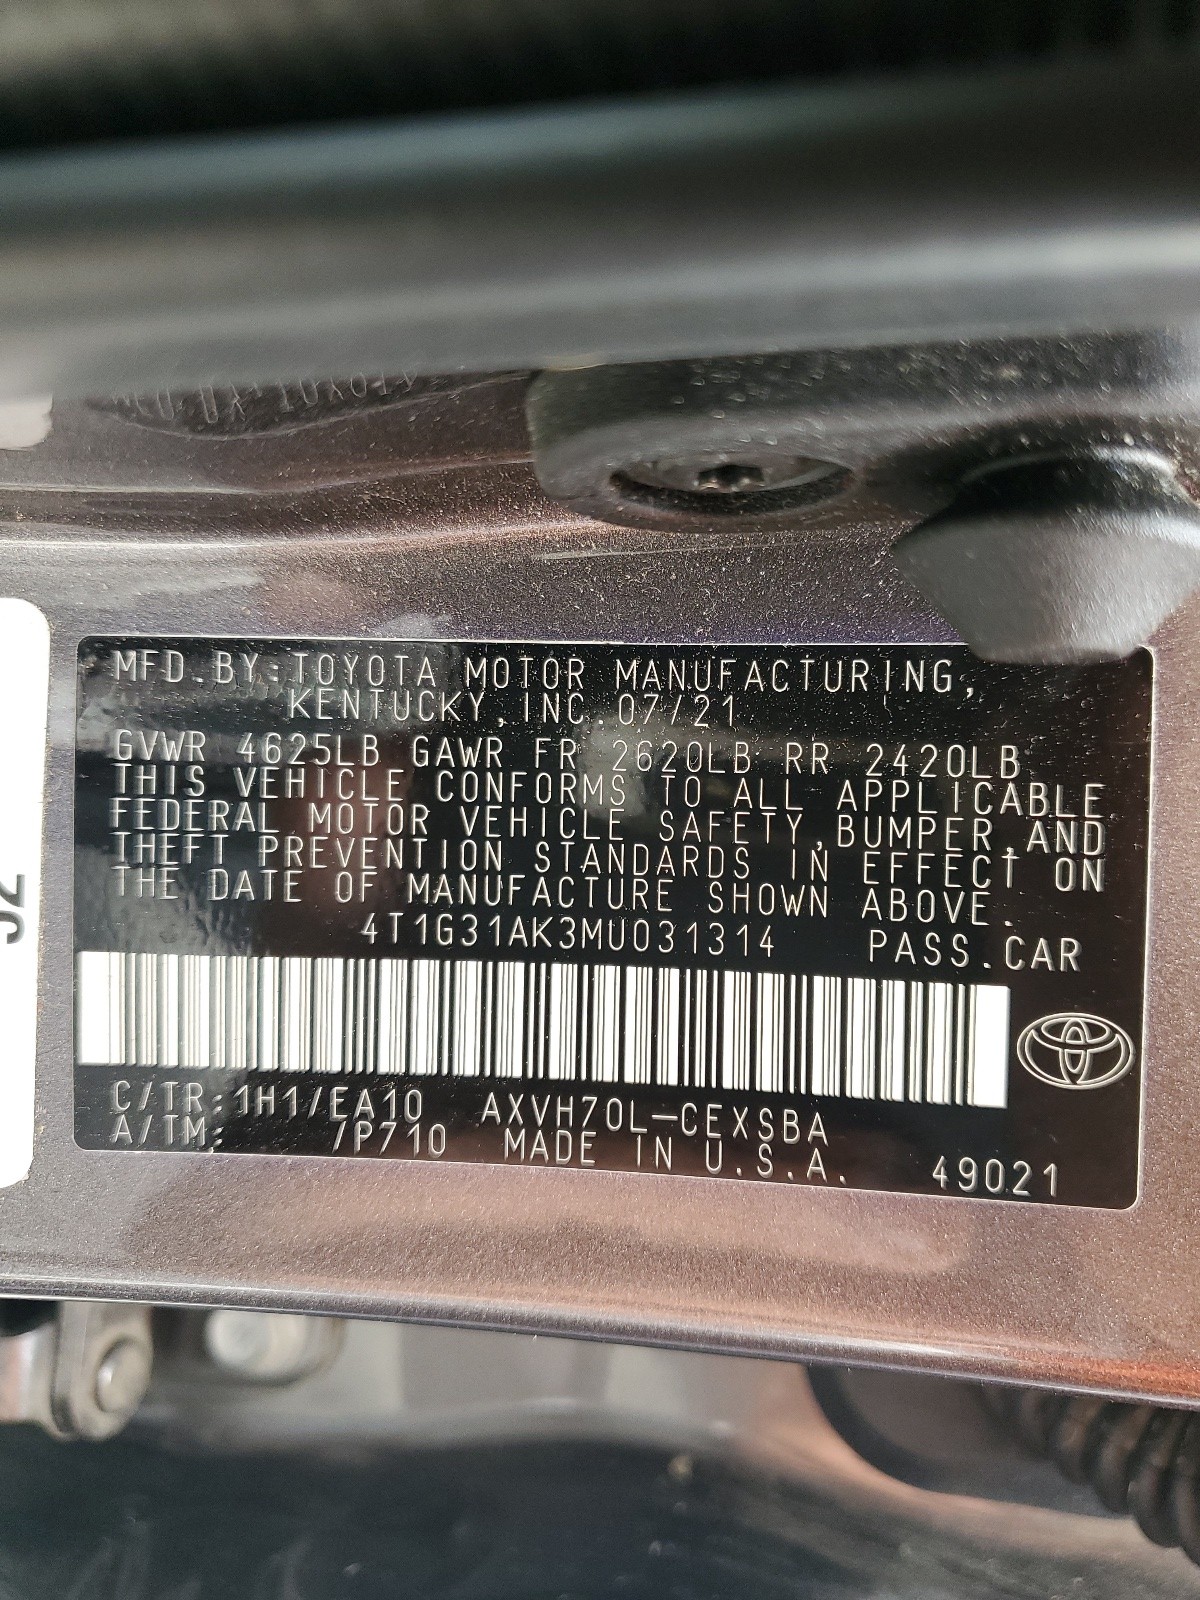 MFD.BY:TOYOTA MOTOR MANUFACTURING,
KENTUCKY,INC.07/21
GVWR 4625LB GAWR FR 2620LB RR 2420LB
THIS VEHICLE CONFORMS TO ALL APPLICABLE
FEDERAL MOTOR VEHICLE SAFETY,BUMPER,AND
THEFT PREVENTION STANDARDS IN EFFECT ON
THE DATE OF MANUFACTURE SHOWN ABOVE.
4T1G31AK3MU031314 PASS.CAR
C/TR:1H1/EA10 AXVH70L-CEXSBA
A/TM: /P710 MADE IN U.S.A. 49021